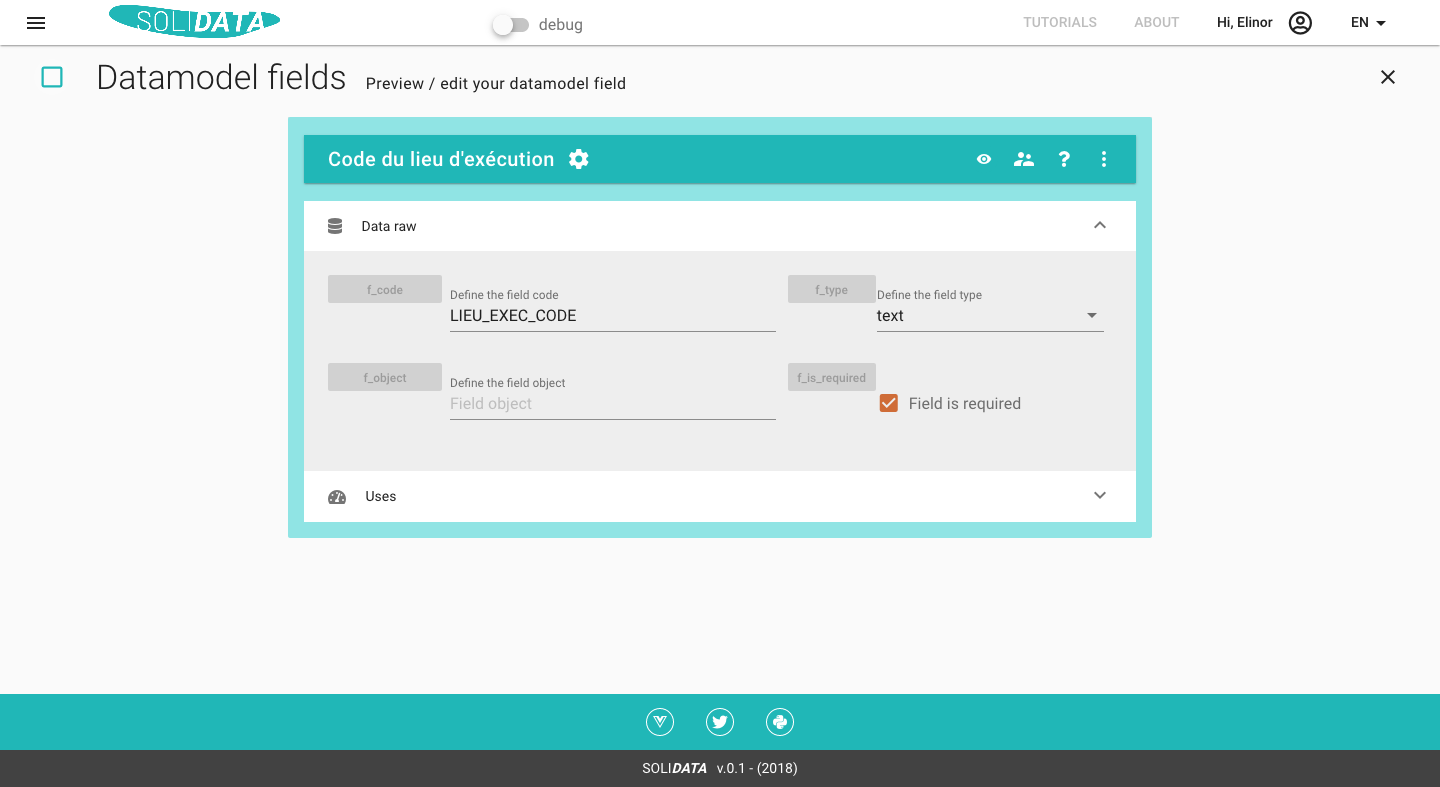 SOLIDATA
debug
TUTORIALS
ABOUT
Hi, Elinor
EN
Datamodel fields
Preview / edit your datamodel field
Code du lieu d'exécution
?
Data raw
f_code
Define the field code
LIEU_EXEC_CODE
f_type
Define the field type
text
f_object
Define the field object
Field object
f_is_required
Field is required
Uses
SOLIDATA v.0.1 - (2018)